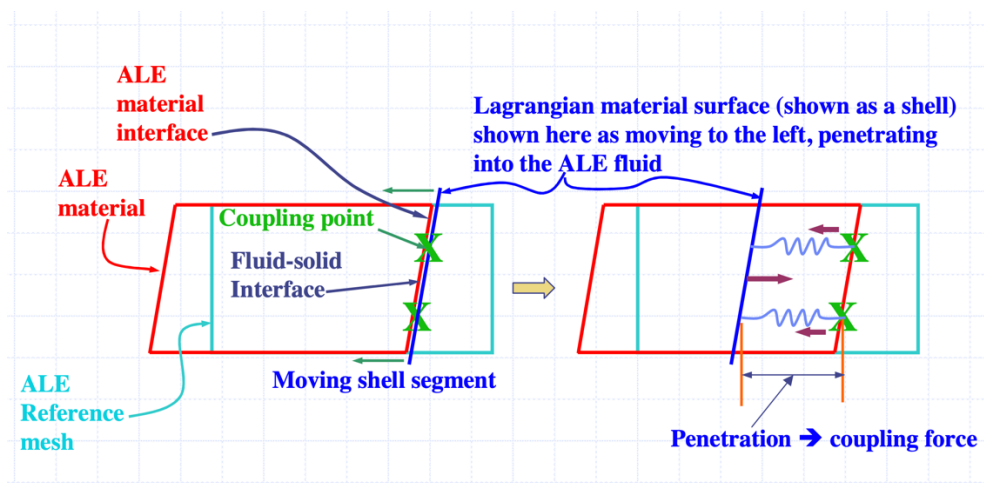 ALE
material
interface
Lagrangian material surface (shown as a shell)
shown here as moving to the left, penetrating
into the ALE fluid
ALE
material
Coupling point
X
Fluid-solid
Interface
X
X
X
Moving shell segment
ALE
Reference
mesh
Penetration ➔ coupling force